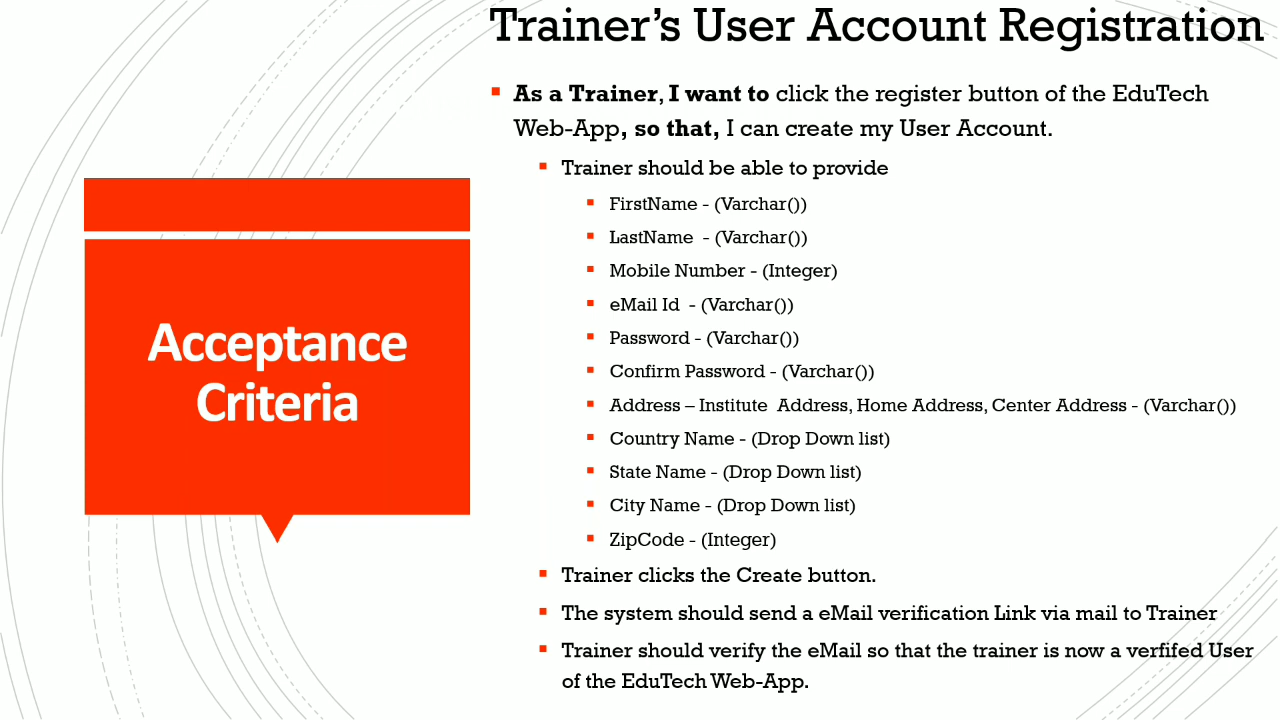 Trainer's User Account Registration
As a Trainer, I want to click the register button of the EduTech
Web-App, so that, I can create my User Account.
Trainer should be able to provide
FirstName - (Varchar())
LastName - (Varchar())
Mobile Number - (Integer)
eMail Id - (Varchar())
Password - (Varchar())
Confirm Password - (Varchar())
Address – Institute Address, Home Address, Center Address - (Varchar())
Country Name - (Drop Down list)
State Name - (Drop Down list)
City Name - (Drop Down list)
ZipCode - (Integer)
Trainer clicks the Create button.
The system should send a eMail verification Link via mail to Trainer
Trainer should verify the eMail so that the trainer is now a verfifed User
of the EduTech Web-App.
Acceptance
Criteria